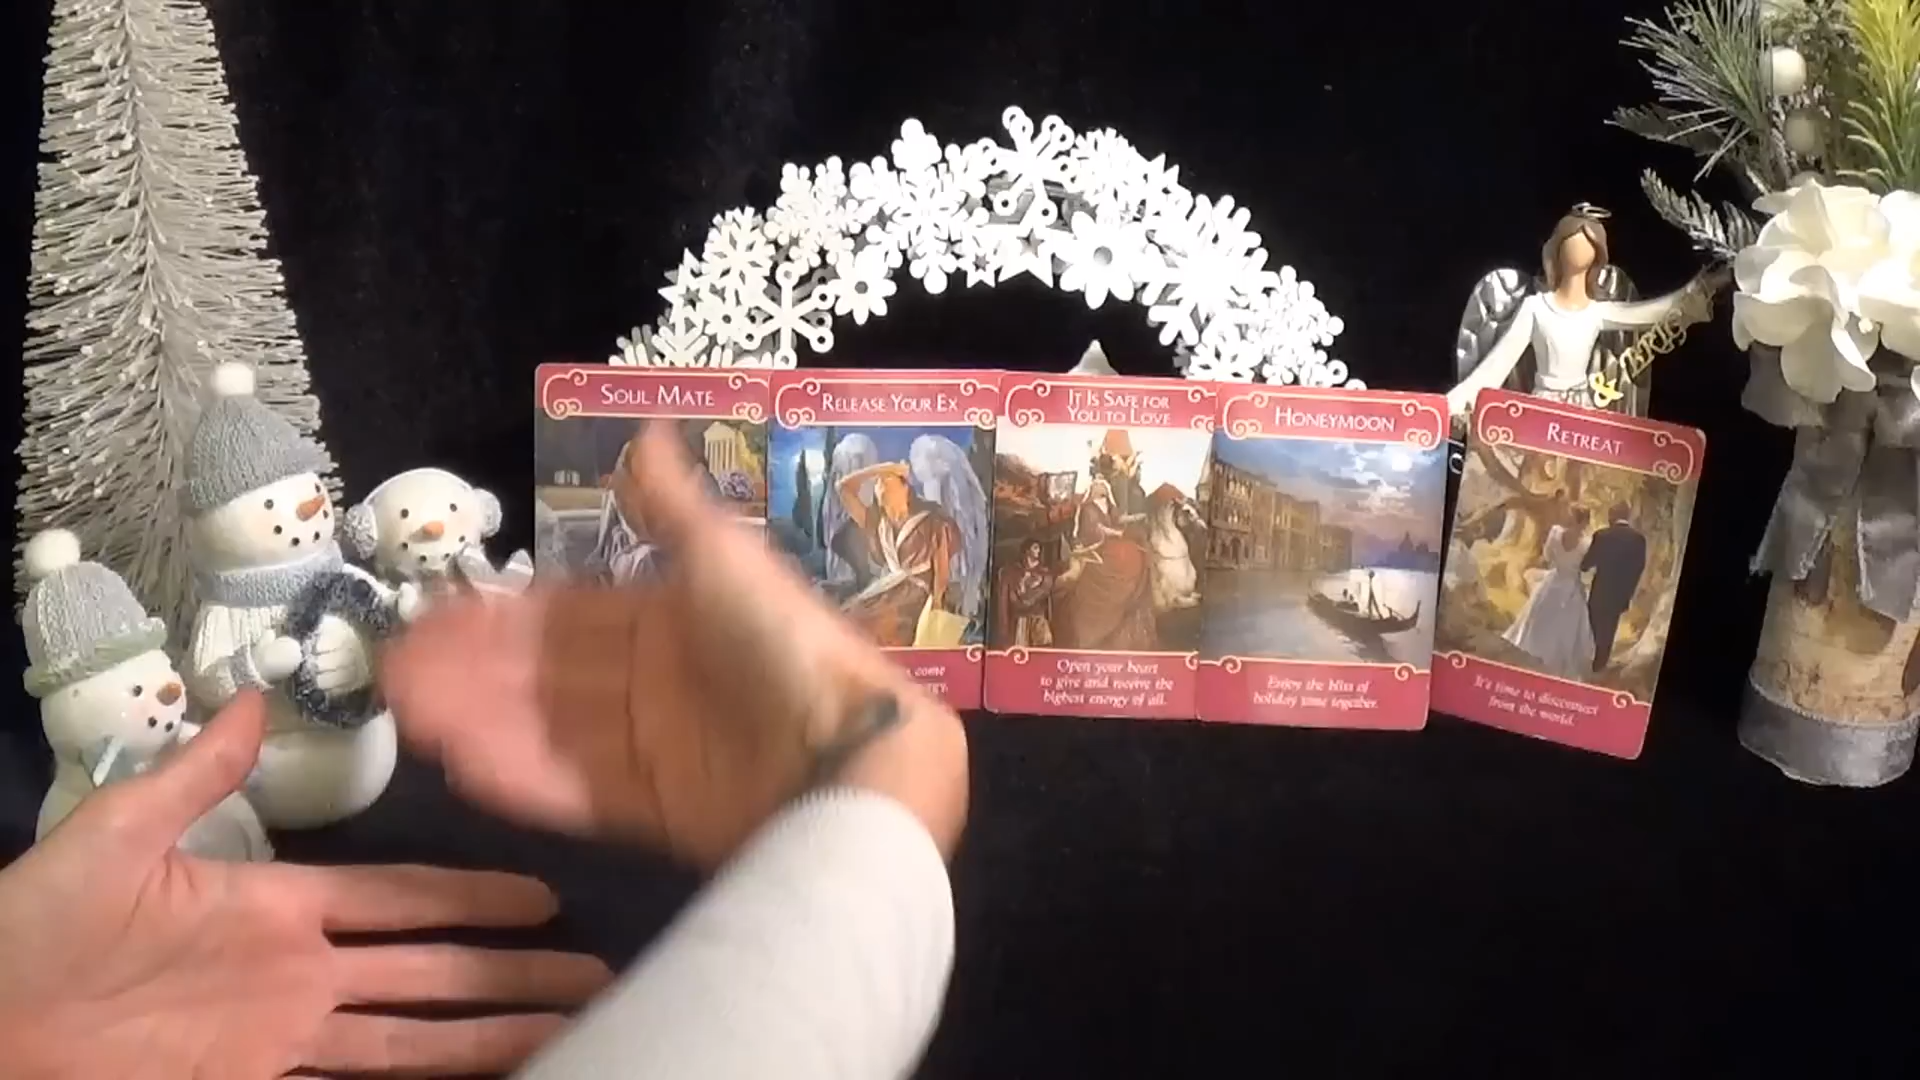 SOUL MATE
RELEASE YOUR EX
come
IT IS SAFE FOR
YOU TO LOVE
Open your heart
to give and receive the
highest energy of all.
HONEYMOON
Enjoy the bliss of
holiday time together.
RETREAT
It's time to disconnect
from the world.
&